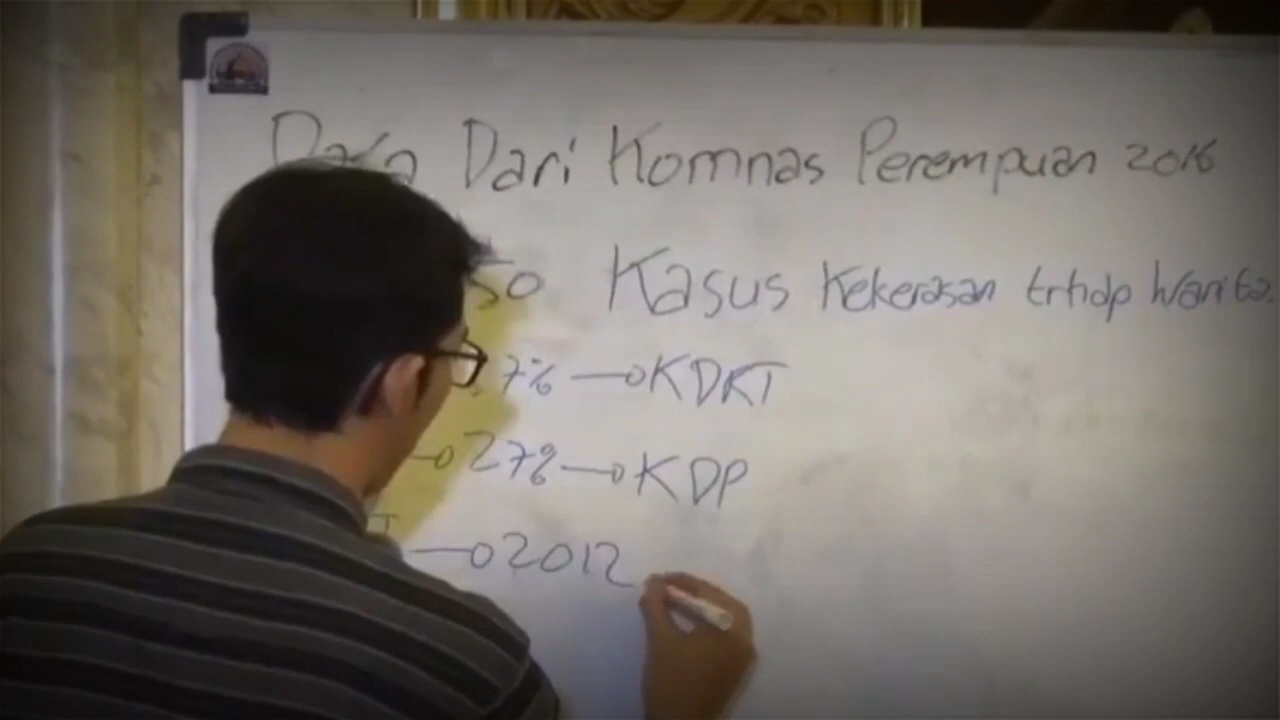 Data Dari Komnas Perempuan 2016
50 Kasus Kekerasan trhdp Wanita
7% → KDRT
→ 27% → KDP
→ 2012